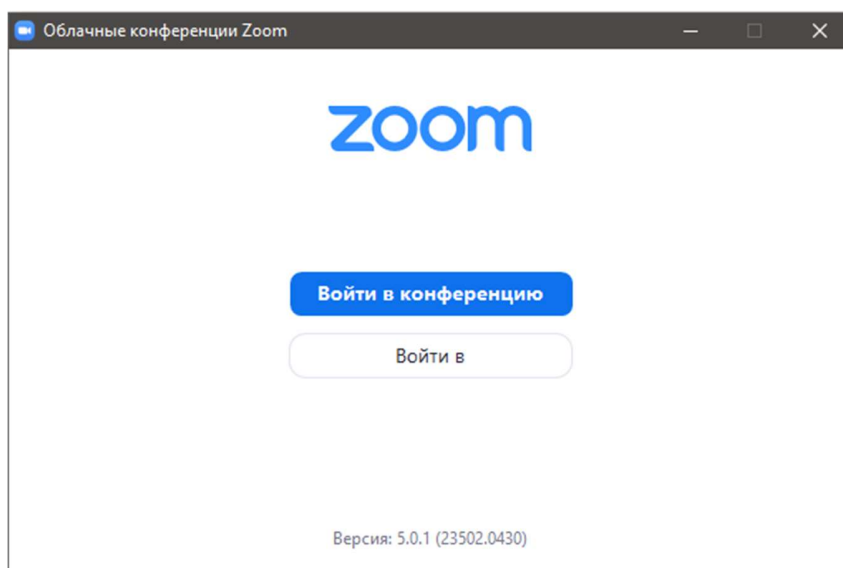 Облачные конференции Zoom
zoom
Войти в конференцию
Войти в
Версия: 5.0.1 (23502.0430)